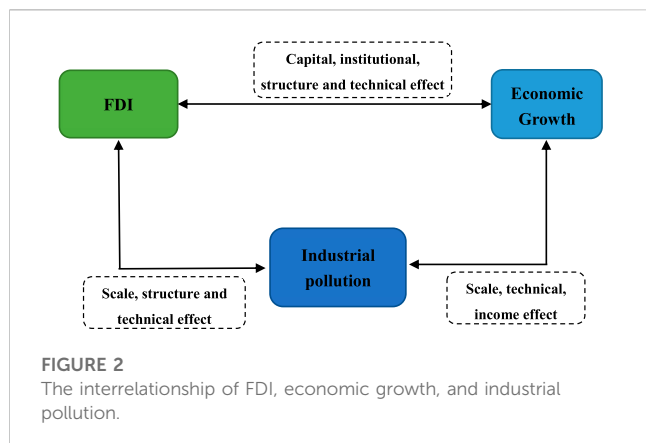 Capital, institutional,
structure and technical effect
FDI
Economic
Growth
Industrial
pollution
Scale, structure and
technical effect
Scale, technical,
income effect
FIGURE 2
The interrelationship of FDI, economic growth, and industrial
pollution.